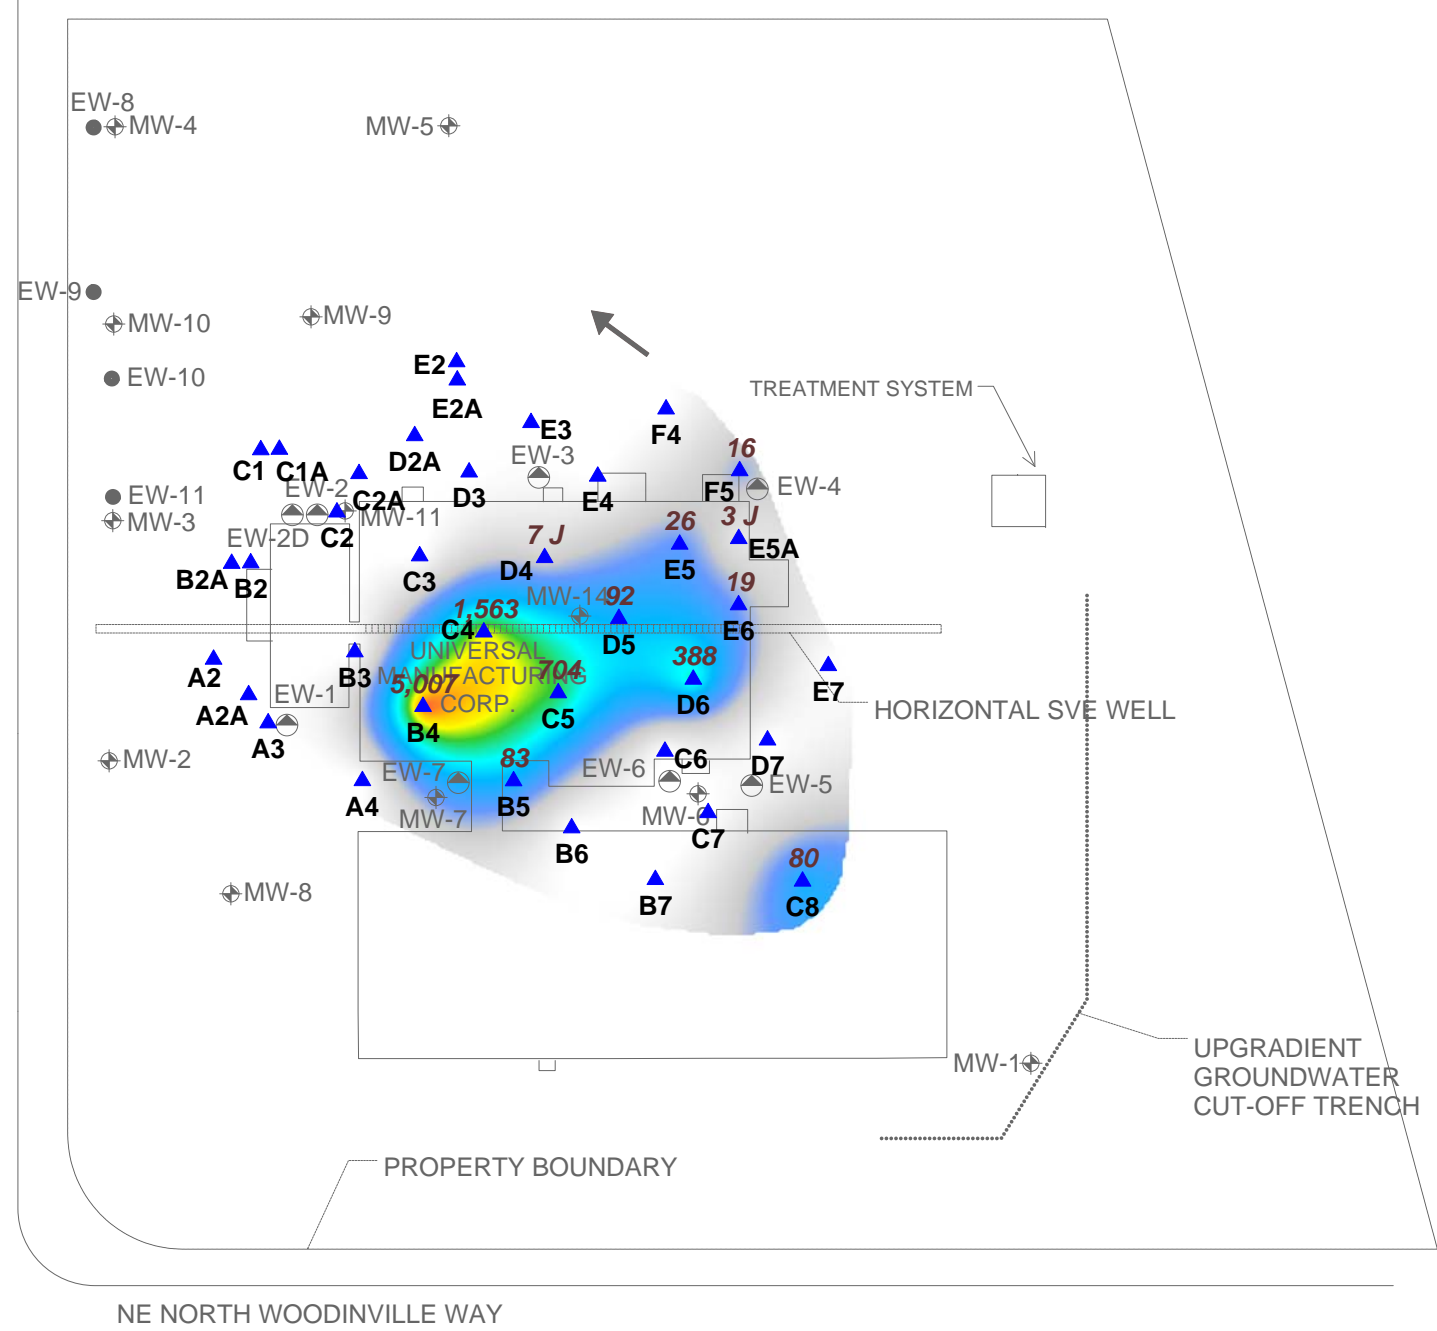 EW-8
MW-4
MW-5
EW-9
MW-10
MW-9
EW-10
E2
E2A
TREATMENT SYSTEM
F4
E3
D2A
EW-3
16
C1
C1A
D3
E4
F5
EW-4
EW-2
C2A
EW-11
MW-3
MW-11
EW-2D
C2
7 J
26
3 J
E5A
C3
D4
E5
B2A
B2
MW-14
92
19
1,563
C4
D5
E6
UNIVERSAL
MANUFACTURING
CORP.
A2
B3
704
388
E7
5,007
EW-1
A2A
C5
D6
HORIZONTAL SVE WELL
A3
B4
MW-2
83
EW-6
C6
D7
EW-7
A4
B5
EW-5
MW-7
MW-6
C7
B6
80
MW-8
B7
C8
MW-1
UPGRADIENT
GROUNDWATER
CUT-OFF TRENCH
PROPERTY BOUNDARY
NE NORTH WOODINVILLE WAY